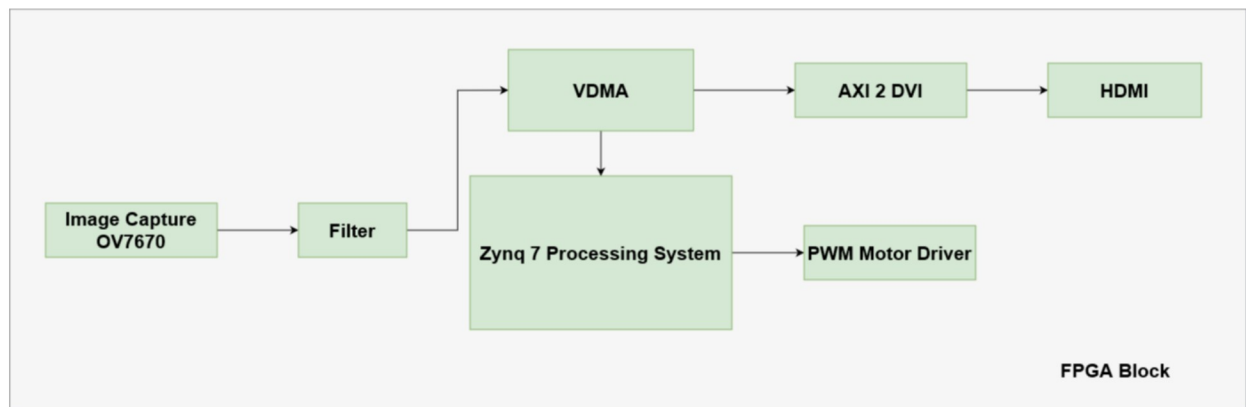 VDMA
AXI 2 DVI
HDMI
Image Capture
OV7670
Filter
Zynq 7 Processing System
PWM Motor Driver
FPGA Block